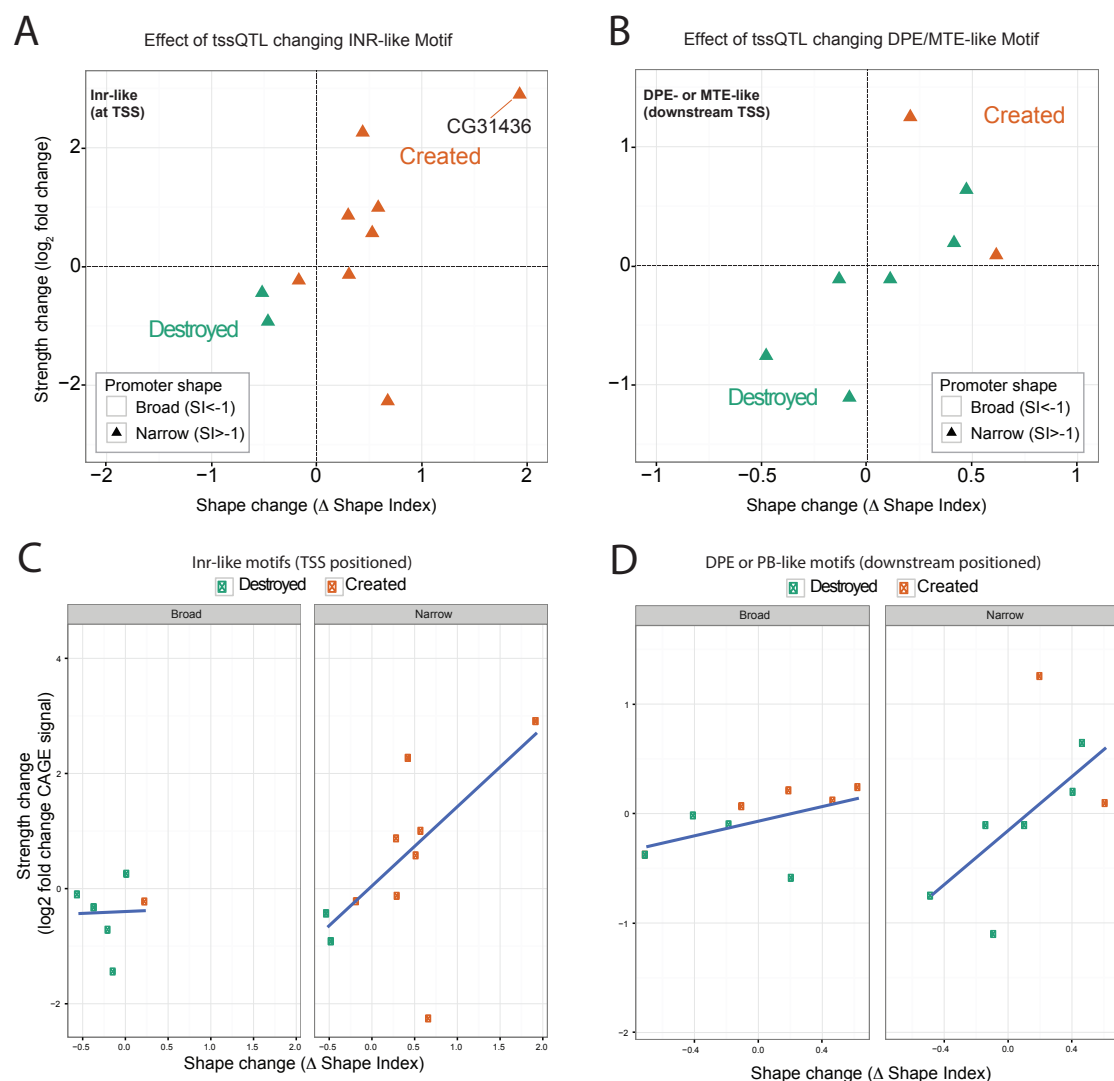 A
Effect of tssQTL changing INR-like Motif
Inr-like
(at TSS)
CG31436
Created
Destroyed
2
0
−2
Strength change (log2 fold change)
Promoter shape
Broad (SI<-1)
Narrow (SI>-1)
−2
−1
0
1
2
Shape change (Δ Shape Index)
B
Effect of tssQTL changing DPE/MTE-like Motif
DPE- or MTE-like
(downstream TSS)
Created
Destroyed
1
0
−1
Promoter shape
Broad (SI<-1)
Narrow (SI>-1)
−1
−0.5
0
0.5
1
Shape change (Δ Shape Index)
C
Inr-like motifs (TSS positioned)
Destroyed
Created
Broad
Narrow
4
2
0
−2
Strength change
(log2 fold change CAGE signal)
−0.5
0.0
0.5
1.0
1.5
2.0
−0.5
0.0
0.5
1.0
1.5
2.0
Shape change (Δ Shape Index)
D
DPE or PB-like motifs (downstream positioned)
Destroyed
Created
Broad
Narrow
1
0
−1
−2
−0.4
0.0
0.4
−0.4
0.0
0.4
Shape change (Δ Shape Index)